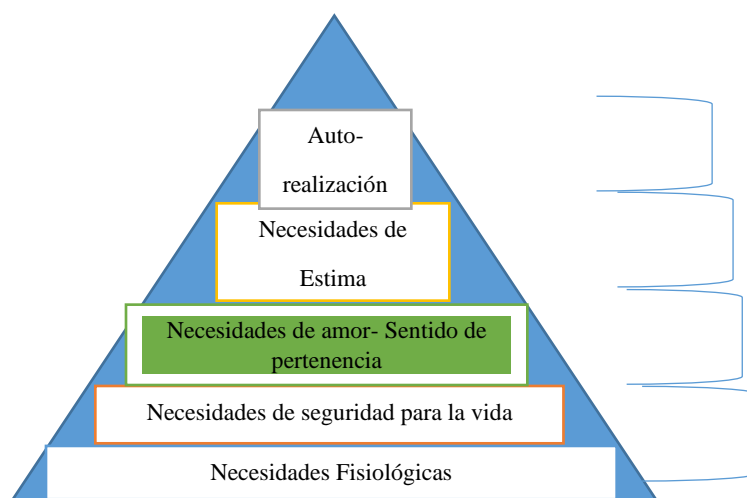 Auto-
realización
Necesidades de
Estima
Necesidades de amor- Sentido de
pertenencia
Necesidades de seguridad para la vida
Necesidades Fisiológicas